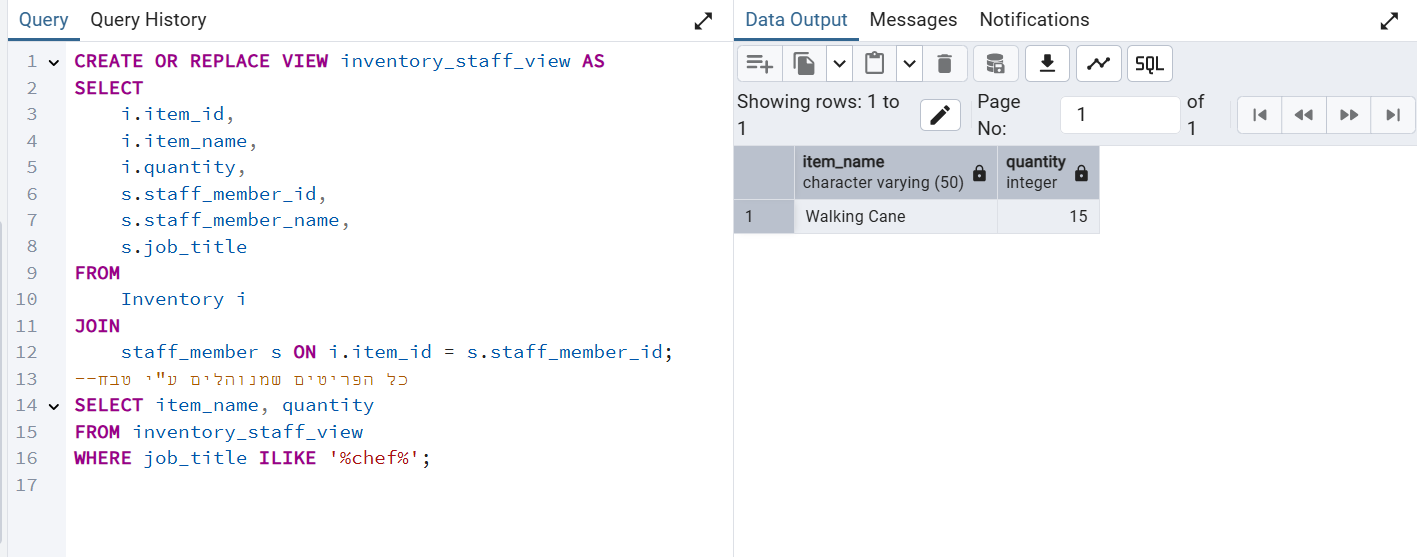 Query Query History
1 CREATE OR REPLACE VIEW inventory_staff_view AS
2 SELECT
3 i.item_id,
4 i.item_name,
5 i.quantity,
6 s.staff_member_id,
7 s.staff_member_name,
8 s.job_title
9 FROM
10 Inventory i
11 JOIN
12 staff_member s ON i.item_id = s.staff_member_id;
13 --כל הפריטים שמנוהלים ע"י טבח
14 SELECT item_name, quantity
15 FROM inventory_staff_view
16 WHERE job_title ILIKE '%chef%';
17
Data Output Messages Notifications
SQL
Showing rows: 1 to 1
Page No: 1 of 1
item_name character varying (50)
quantity integer
1 Walking Cane 15